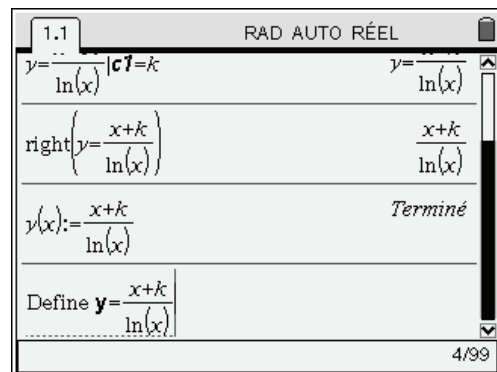 1.1 RAD AUTO RÉEL
y=/ln(x)|c1=k y=/ln(x)
right(y=(x+k)/ln(x)) (x+k)/ln(x)
y(x):=(x+k)/ln(x) Terminé
Define y=(x+k)/ln(x)
4/99